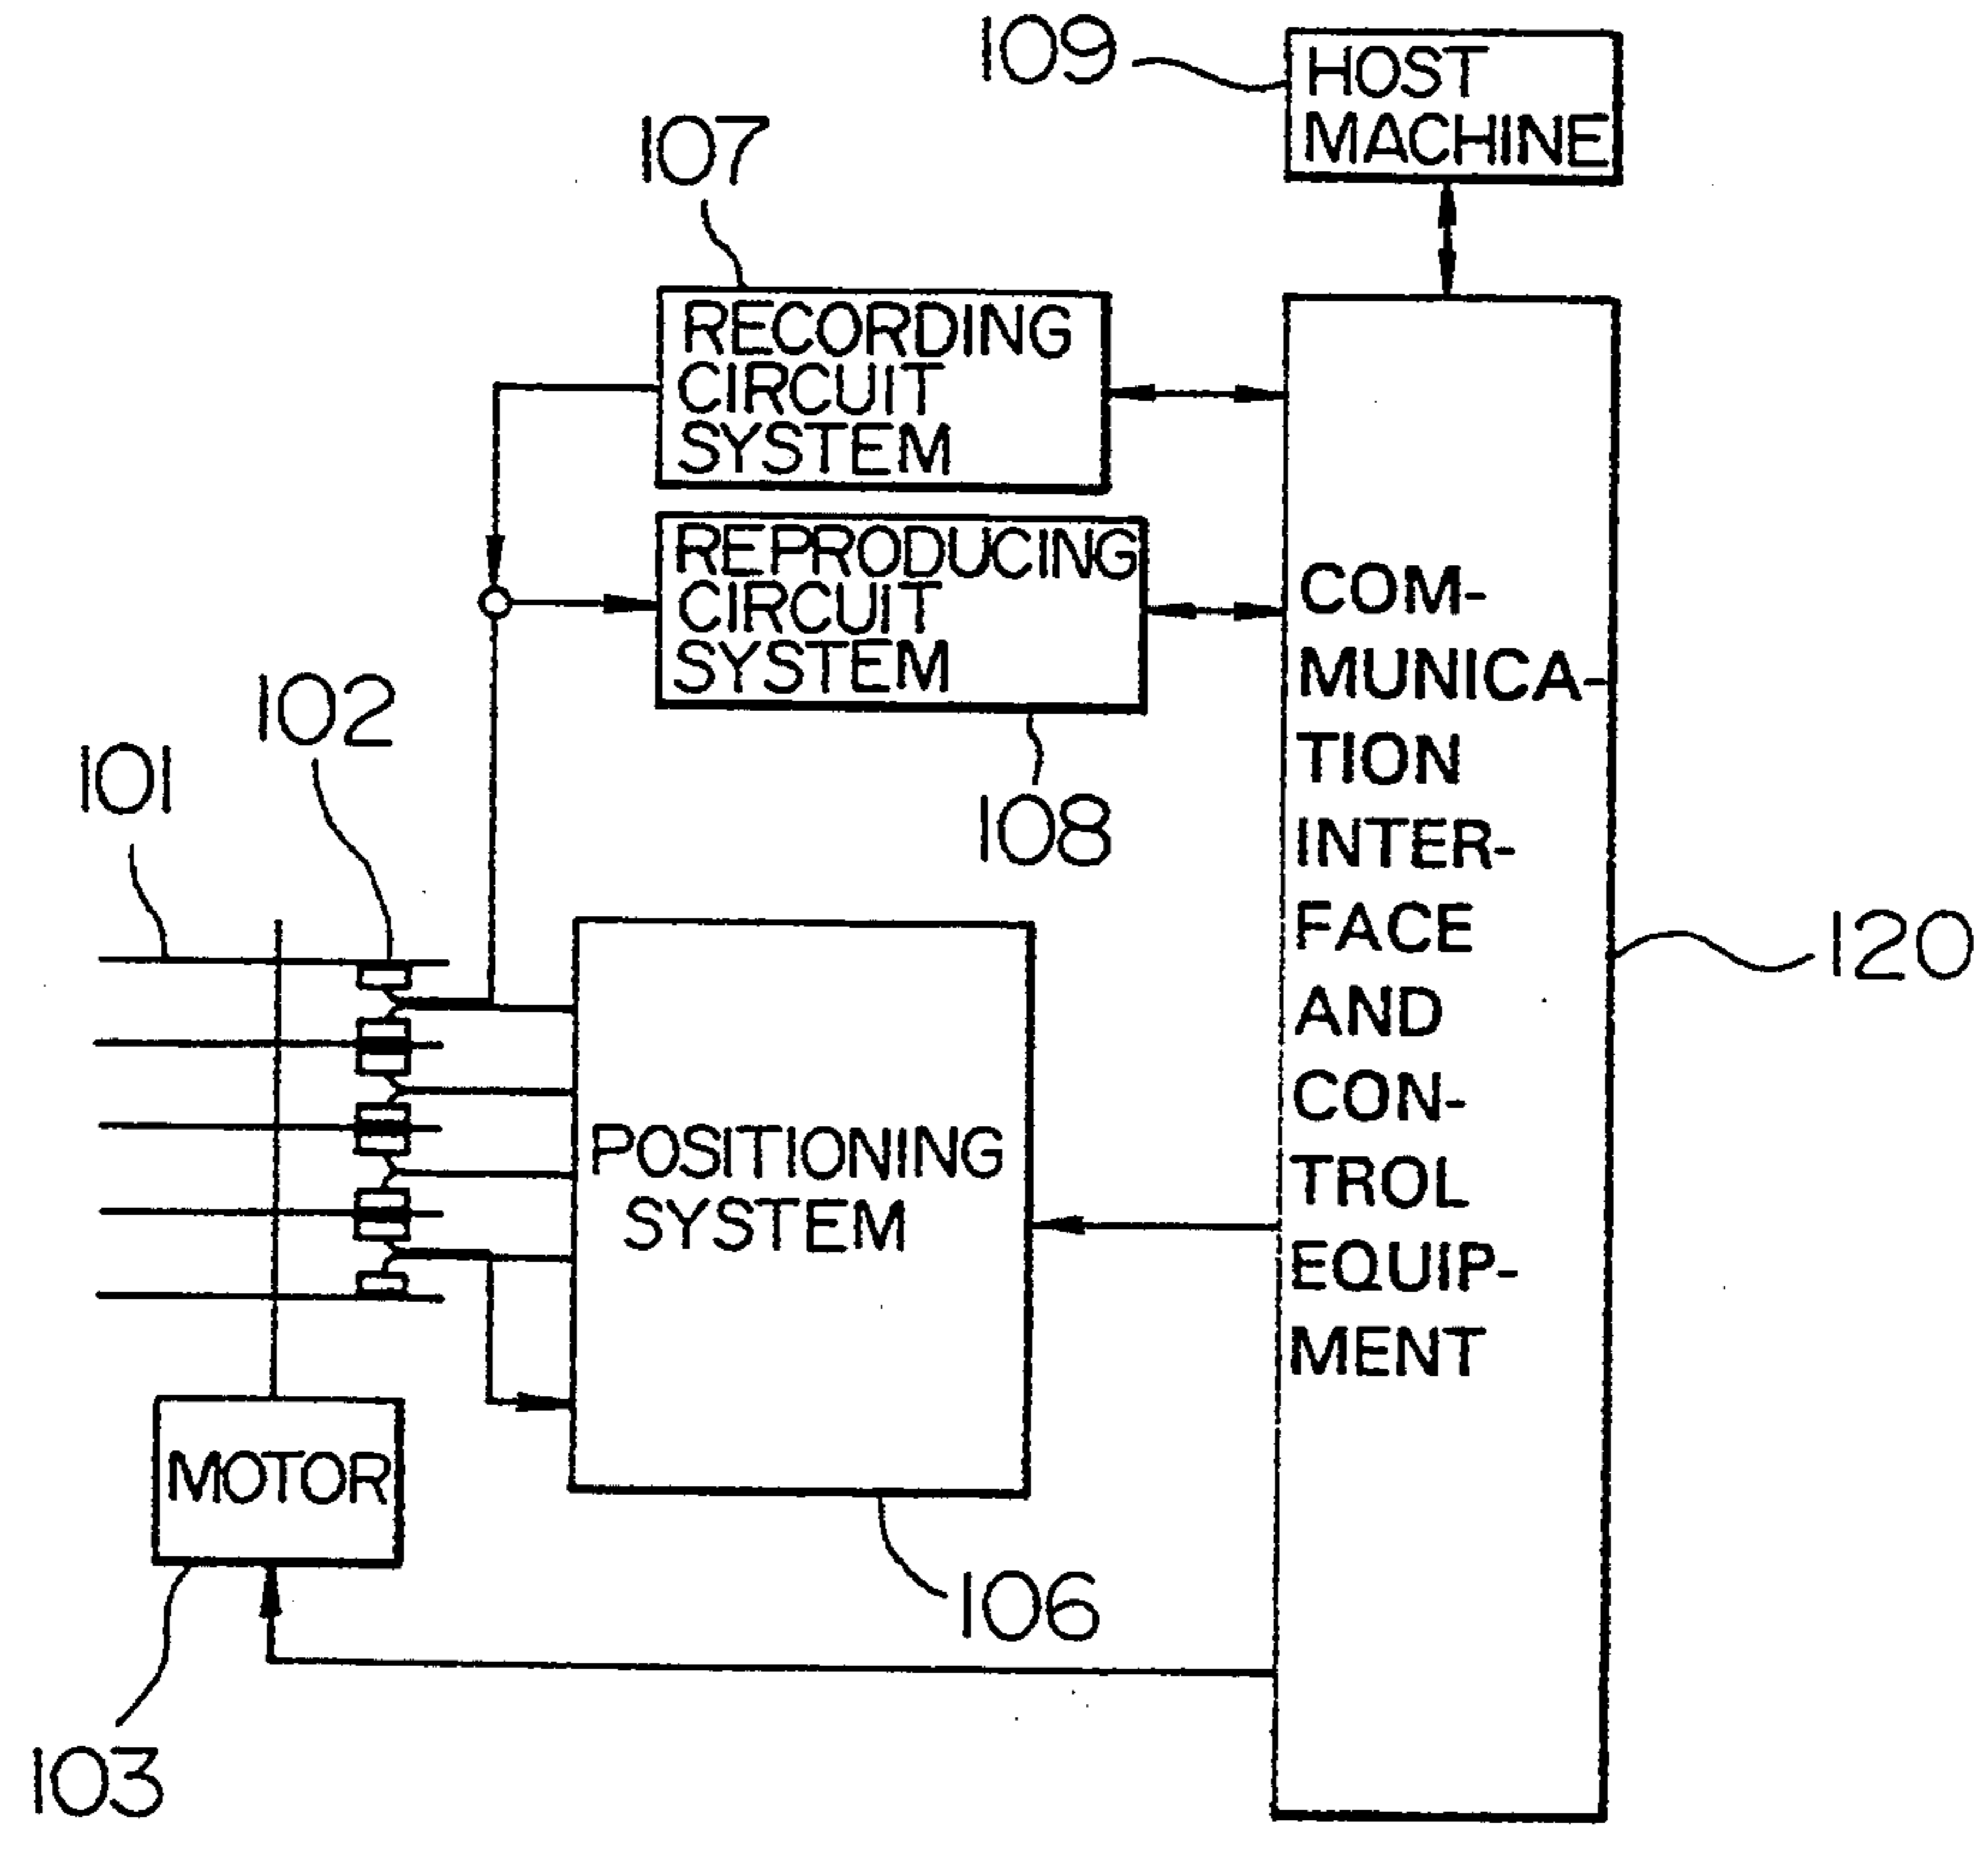 109
HOST
MACHINE
107
RECORDING
CIRCUIT
SYSTEM
REPRODUCING
CIRCUIT
SYSTEM
108
102
101
COM-
MUNICA-
TION
INTER-
FACE
AND
CON-
TROL
EQUIP-
MENT
120
POSITIONING
SYSTEM
106
MOTOR
103